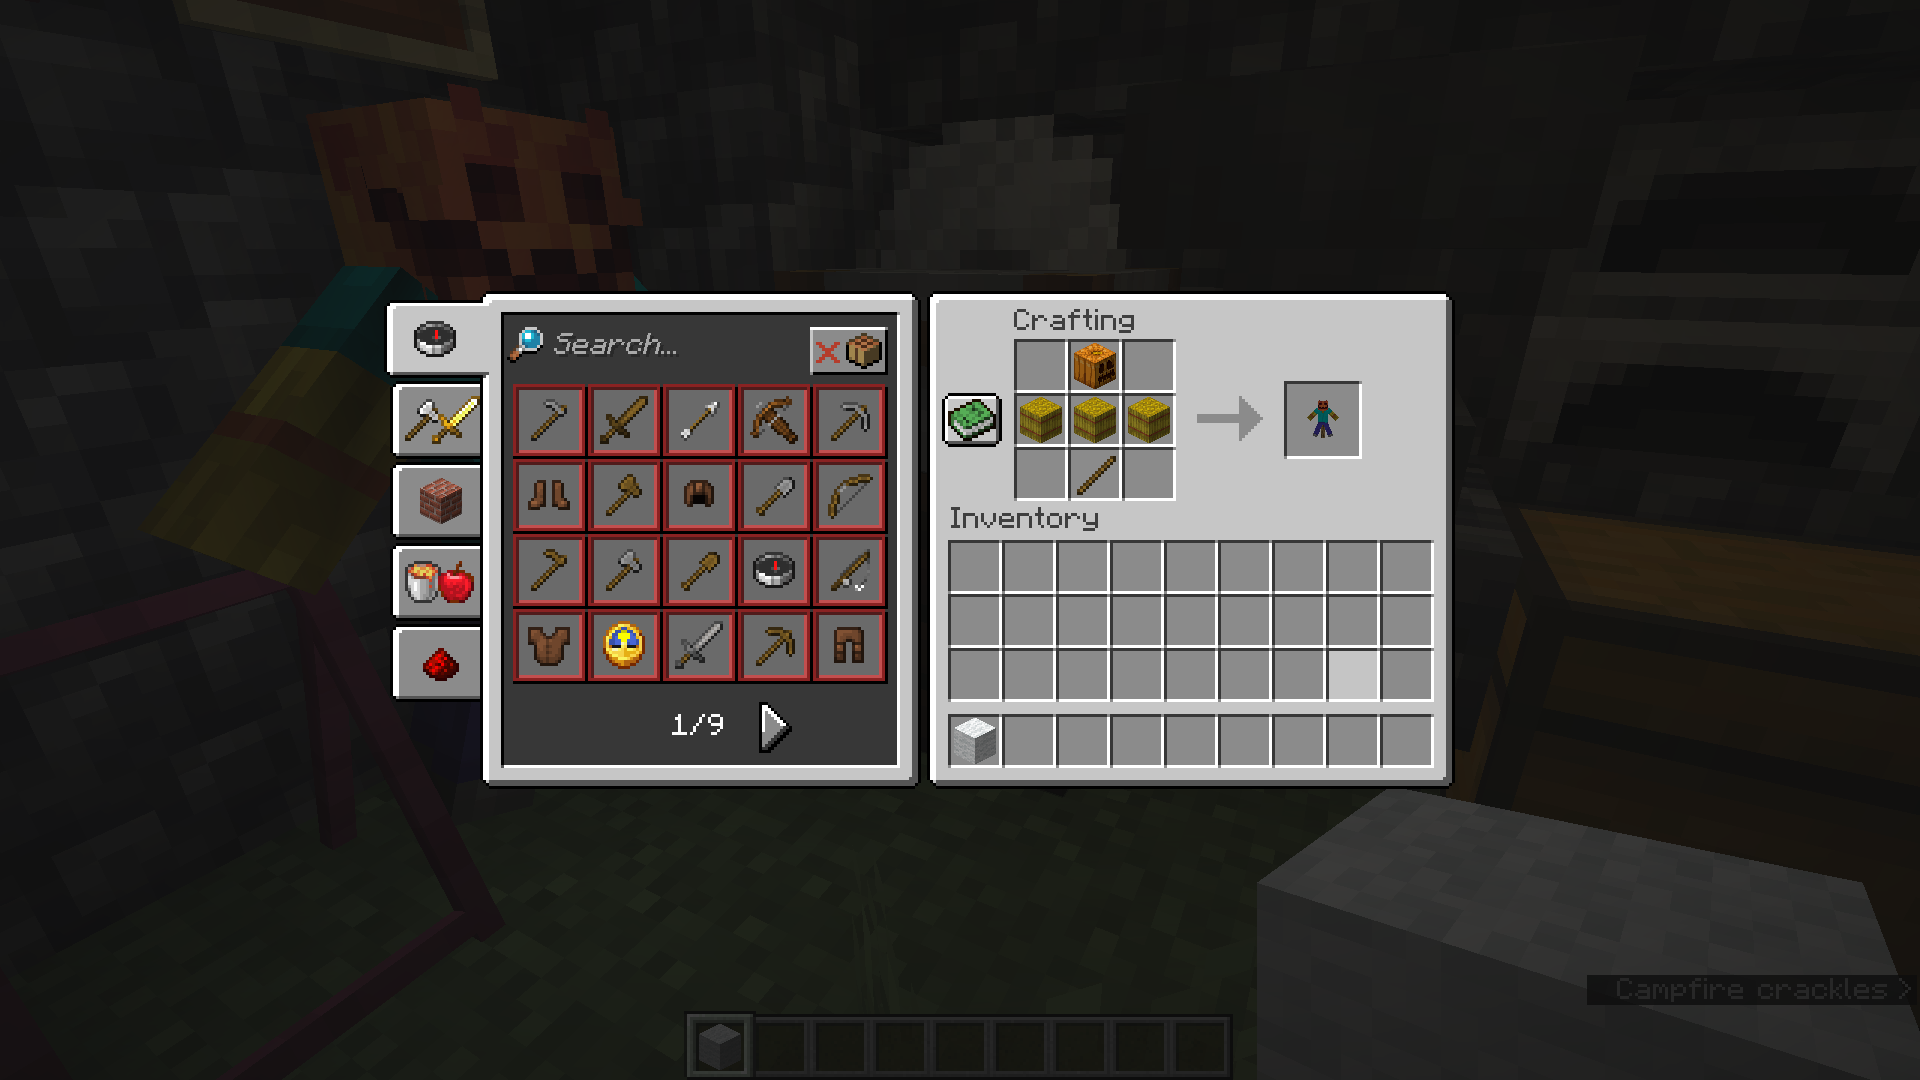 Search...
1/9
Crafting
Inventory
Campfire crackles >